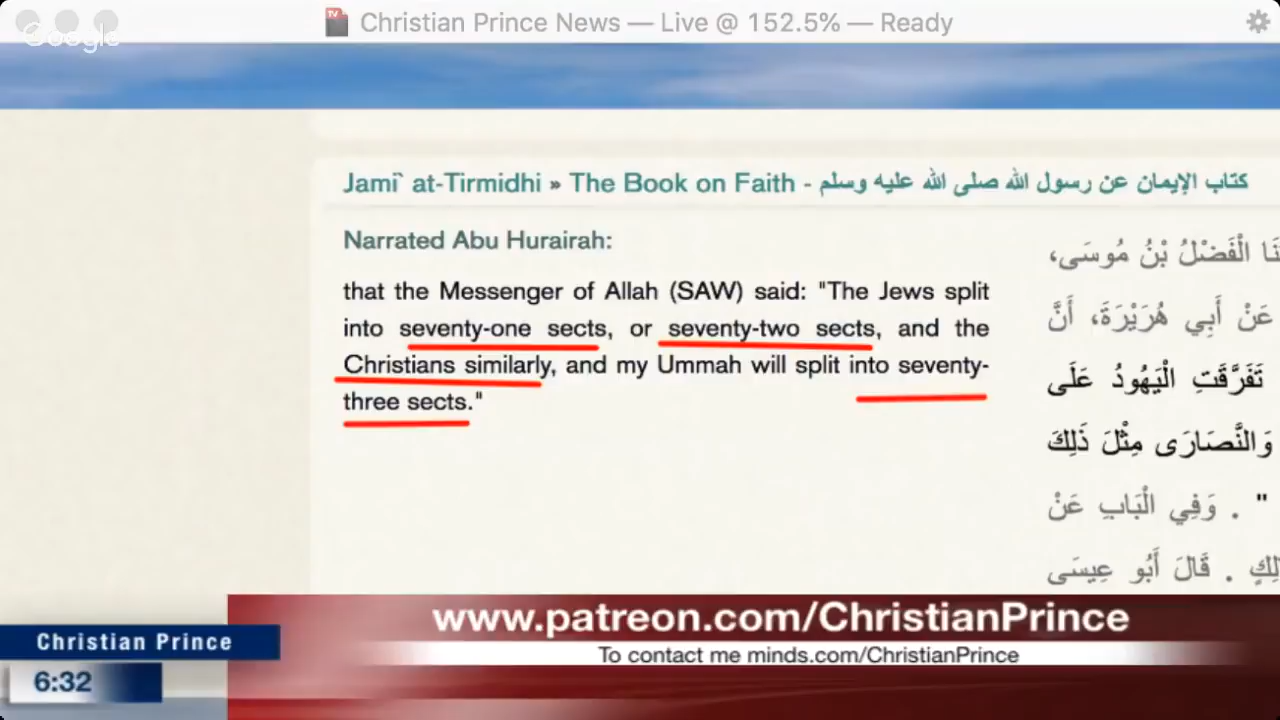 Christian Prince News — Live @ 152.5% — Ready
Google
Jami` at-Tirmidhi » The Book on Faith - كتاب الإيمان عن رسول الله صلى الله عليه وسلم
Narrated Abu Hurairah:
that the Messenger of Allah (SAW) said: "The Jews split
into seventy-one sects, or seventy-two sects, and the
Christians similarly, and my Ummah will split into seventy-
three sects."
الْفَضْلُ بْنُ مُوسَى،
عَنْ أَبِي هُرَيْرَةَ، أَنَّ
تَفَرَّقَتِ الْيَهُودُ عَلَى
وَالنَّصَارَى مِثْلَ ذَلِكَ
" . وَفِي الْبَابِ عَنْ
. قَالَ أَبُو عِيسَى
www.patreon.com/ChristianPrince
To contact me minds.com/ChristianPrince
Christian Prince
6:32